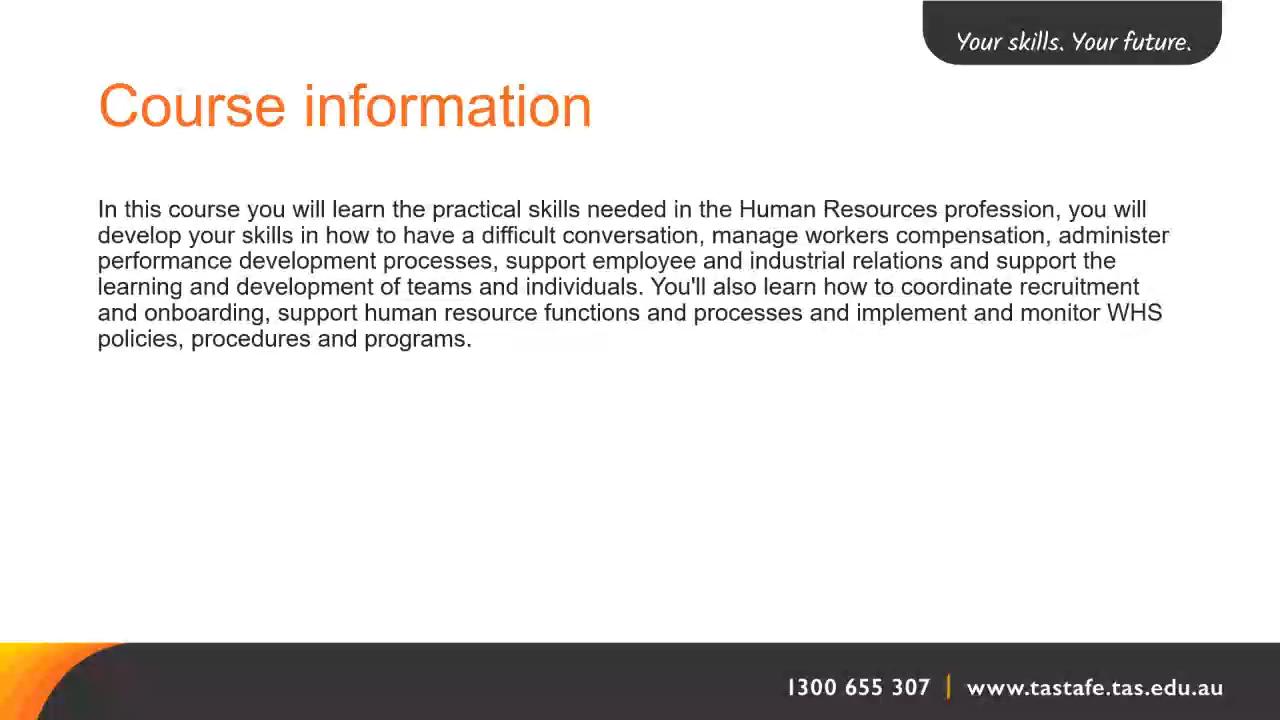 Your skills. Your future.
Course information
In this course you will learn the practical skills needed in the Human Resources profession, you will
develop your skills in how to have a difficult conversation, manage workers compensation, administer
performance development processes, support employee and industrial relations and support the
learning and development of teams and individuals. You'll also learn how to coordinate recruitment
and onboarding, support human resource functions and processes and implement and monitor WHS
policies, procedures and programs.
1300 655 307 | www.tastafe.tas.edu.au